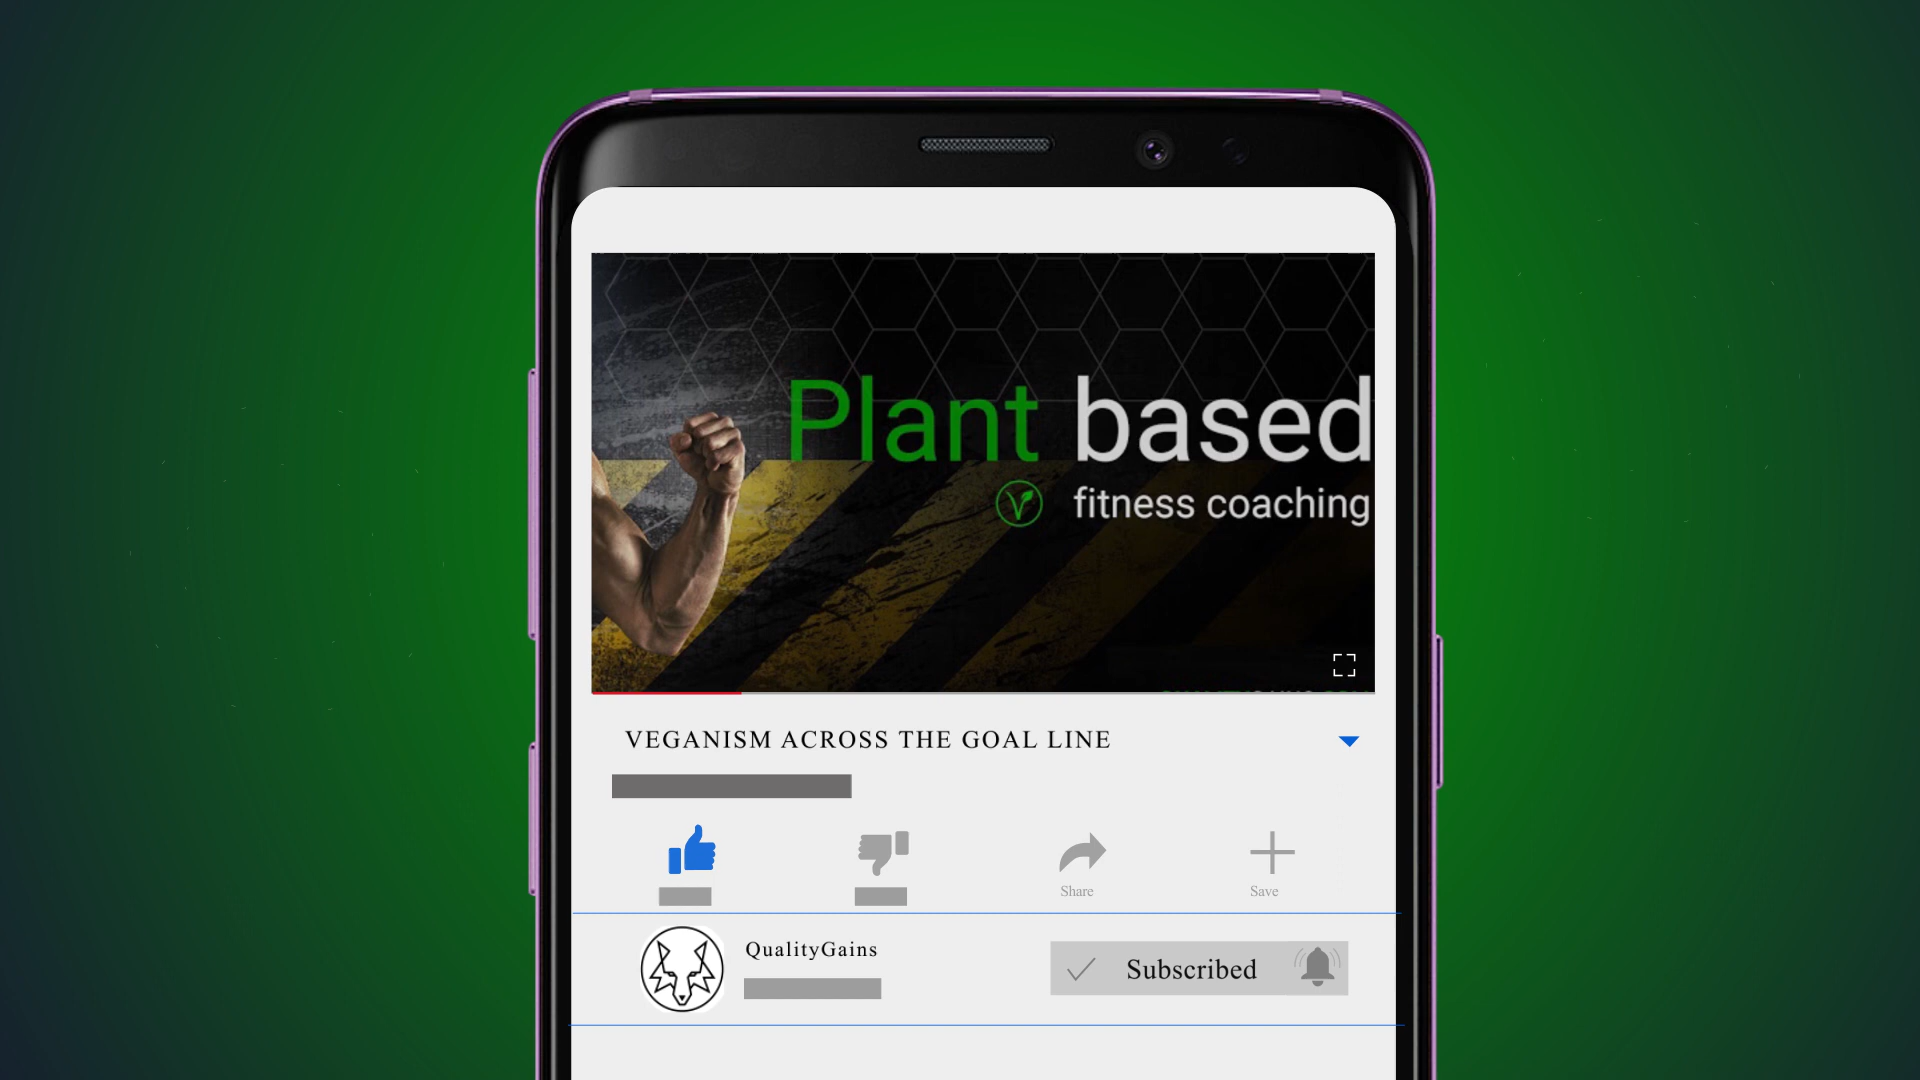 Plant based
fitness coaching
VEGANISM ACROSS THE GOAL LINE
Share
Save
QualityGains
Subscribed